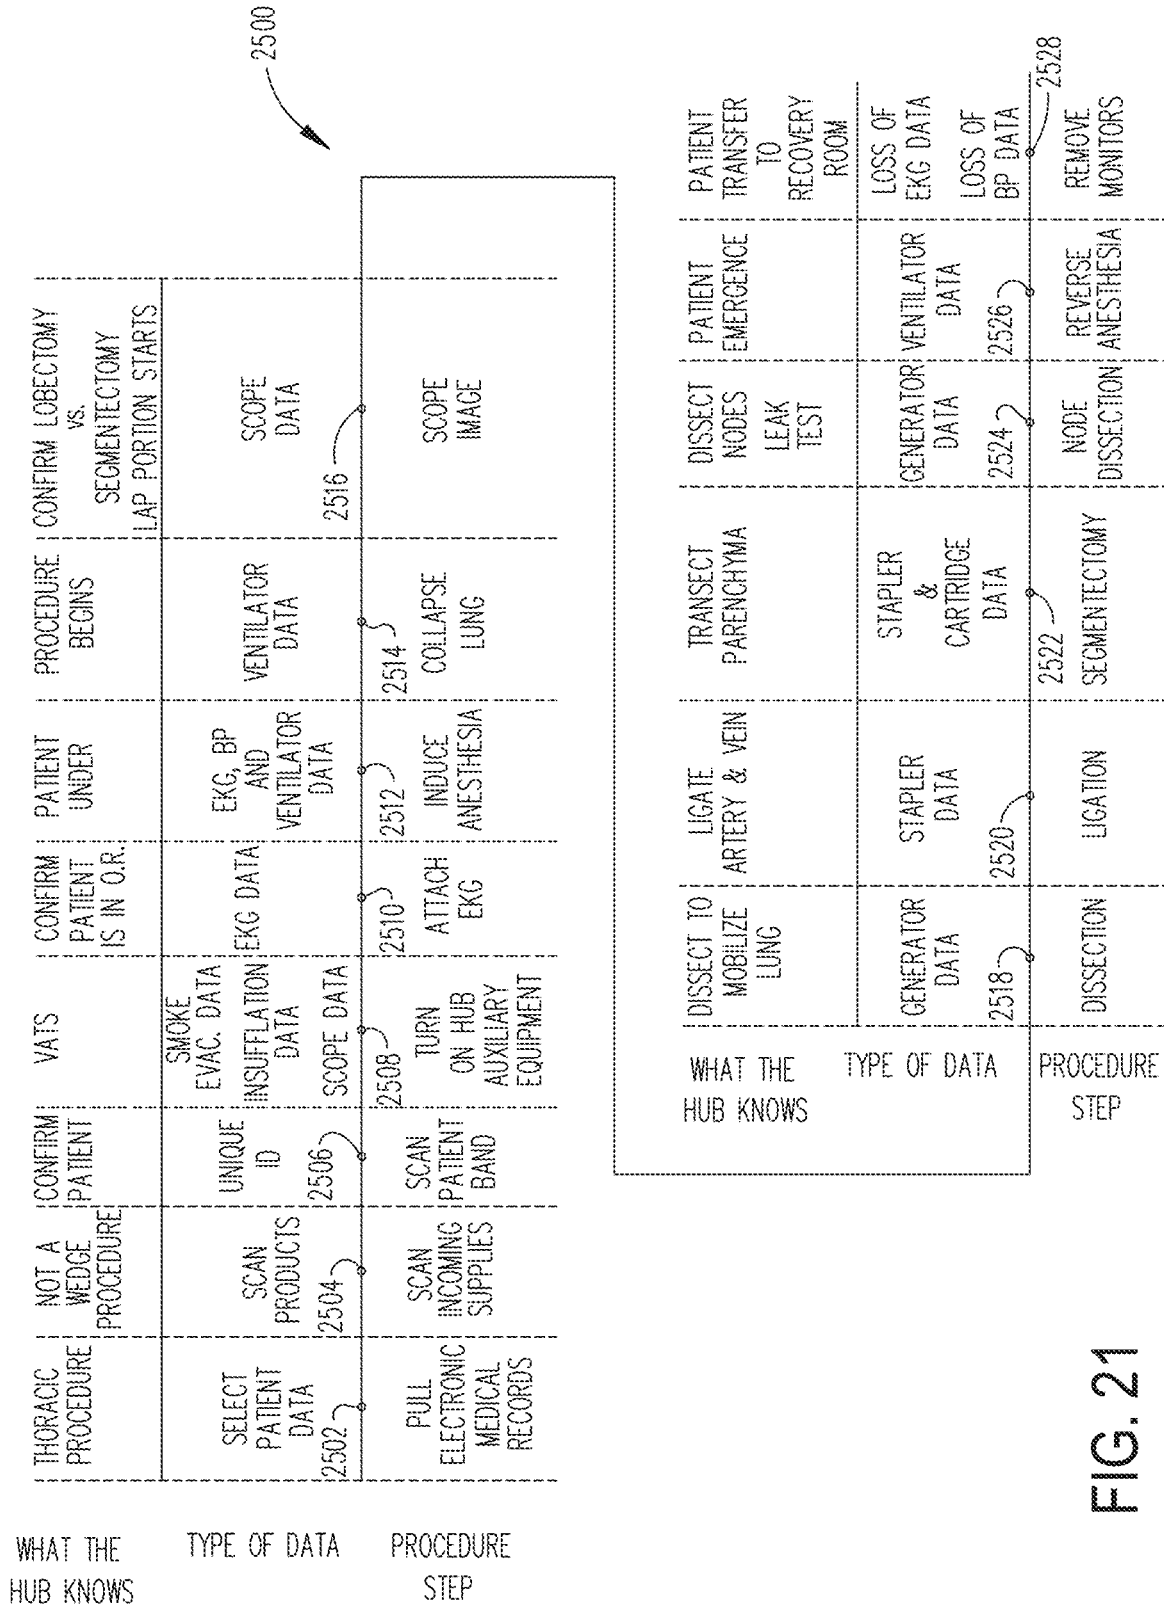 2500
WHAT THE
HUB KNOWS
THORACIC
PROCEDURE
NOT A
WEDGE
PROCEDURE
CONFIRM
PATIENT
VATS
CONFIRM
PATIENT
IS IN O.R.
PATIENT
UNDER
PROCEDURE
BEGINS
CONFIRM LOBECTOMY
vs.
SEGMENTECTOMY
LAP PORTION STARTS
TYPE OF DATA
SELECT
PATIENT
DATA
2502
SCAN
PRODUCTS
2504
UNIQUE
ID
2506
SMOKE
EVAC. DATA
INSUFFLATION
DATA
SCOPE DATA
2508
EKG DATA
2510
EKG, BP
AND
VENTILATOR
DATA
2512
VENTILATOR
DATA
2514
SCOPE
DATA
2516
PROCEDURE
STEP
PULL
ELECTRONIC
MEDICAL
RECORDS
SCAN
INCOMING
SUPPLIES
SCAN
PATIENT
BAND
TURN
ON HUB
AUXILIARY
EQUIPMENT
ATTACH
EKG
INDUCE
ANESTHESIA
COLLAPSE
LUNG
SCOPE
IMAGE
WHAT THE
HUB KNOWS
DISSECT TO
MOBILIZE
LUNG
LIGATE
ARTERY & VEIN
TRANSECT
PARENCHYMA
DISSECT
NODES
LEAK
TEST
PATIENT
EMERGENCE
PATIENT
TRANSFER
TO
RECOVERY
ROOM
TYPE OF DATA
GENERATOR
DATA
2518
STAPLER
DATA
2520
STAPLER
&
CARTRIDGE
DATA
2522
GENERATOR
DATA
2524
VENTILATOR
DATA
2526
LOSS OF
EKG DATA
LOSS OF
BP DATA
2528
PROCEDURE
STEP
DISSECTION
LIGATION
SEGMENTECTOMY
NODE
DISSECTION
REVERSE
ANESTHESIA
REMOVE
MONITORS
FIG. 21